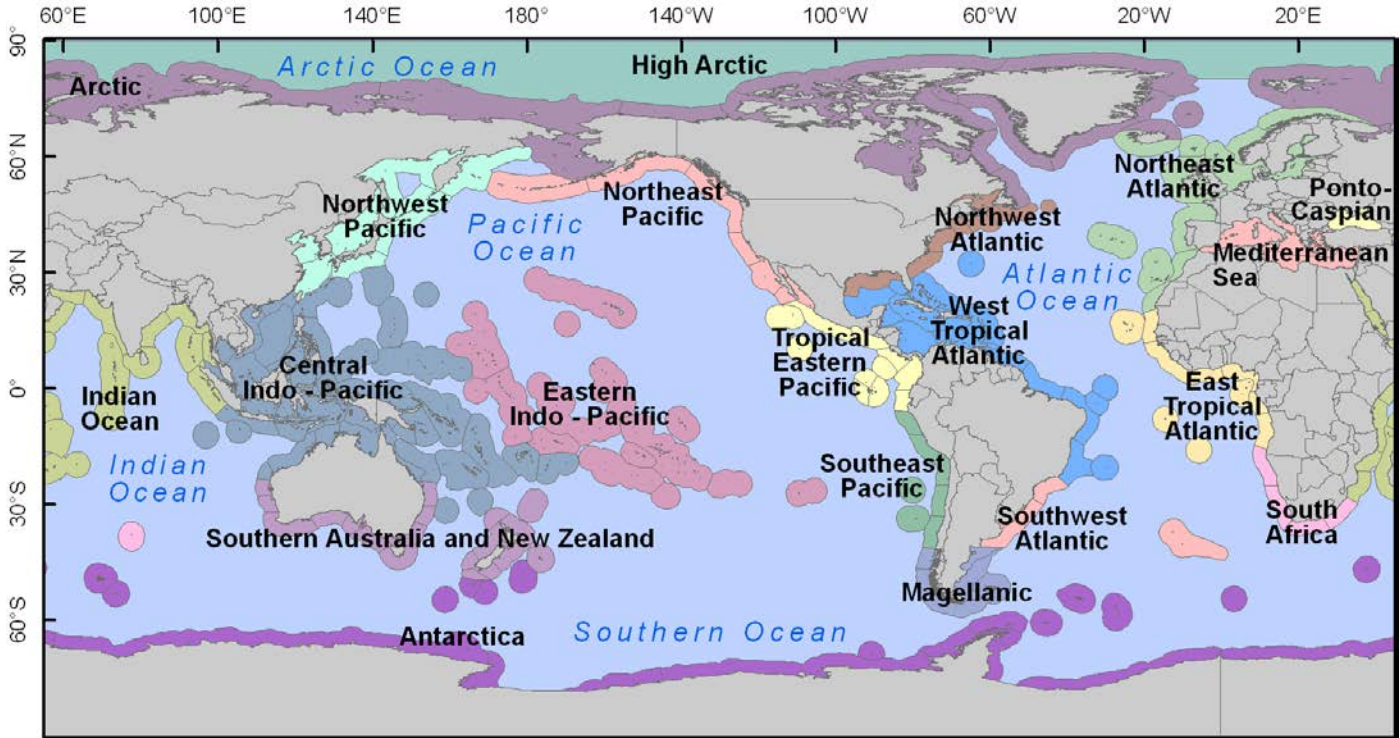 60°E 100°E 140°E 180° 140°W 100°W 60°W 20°W 20°E
90°
60°N
30°N
0°
30°S
60°S
Arctic Ocean
High Arctic
Arctic
Northwest
Pacific
Pacific
Ocean
Northeast
Pacific
Northeast
Atlantic
Ponto-
Caspian
Northwest
Atlantic
Mediterranean
Sea
Atlantic
Ocean
West
Tropical
Atlantic
Central
Indo - Pacific
Tropical
Eastern
Pacific
Indian
Ocean
Eastern
Indo - Pacific
East
Tropical
Atlantic
Indian
Ocean
Southeast
Pacific
Southwest
Atlantic
South
Africa
Southern Australia and New Zealand
Magellanic
Antarctica
Southern Ocean